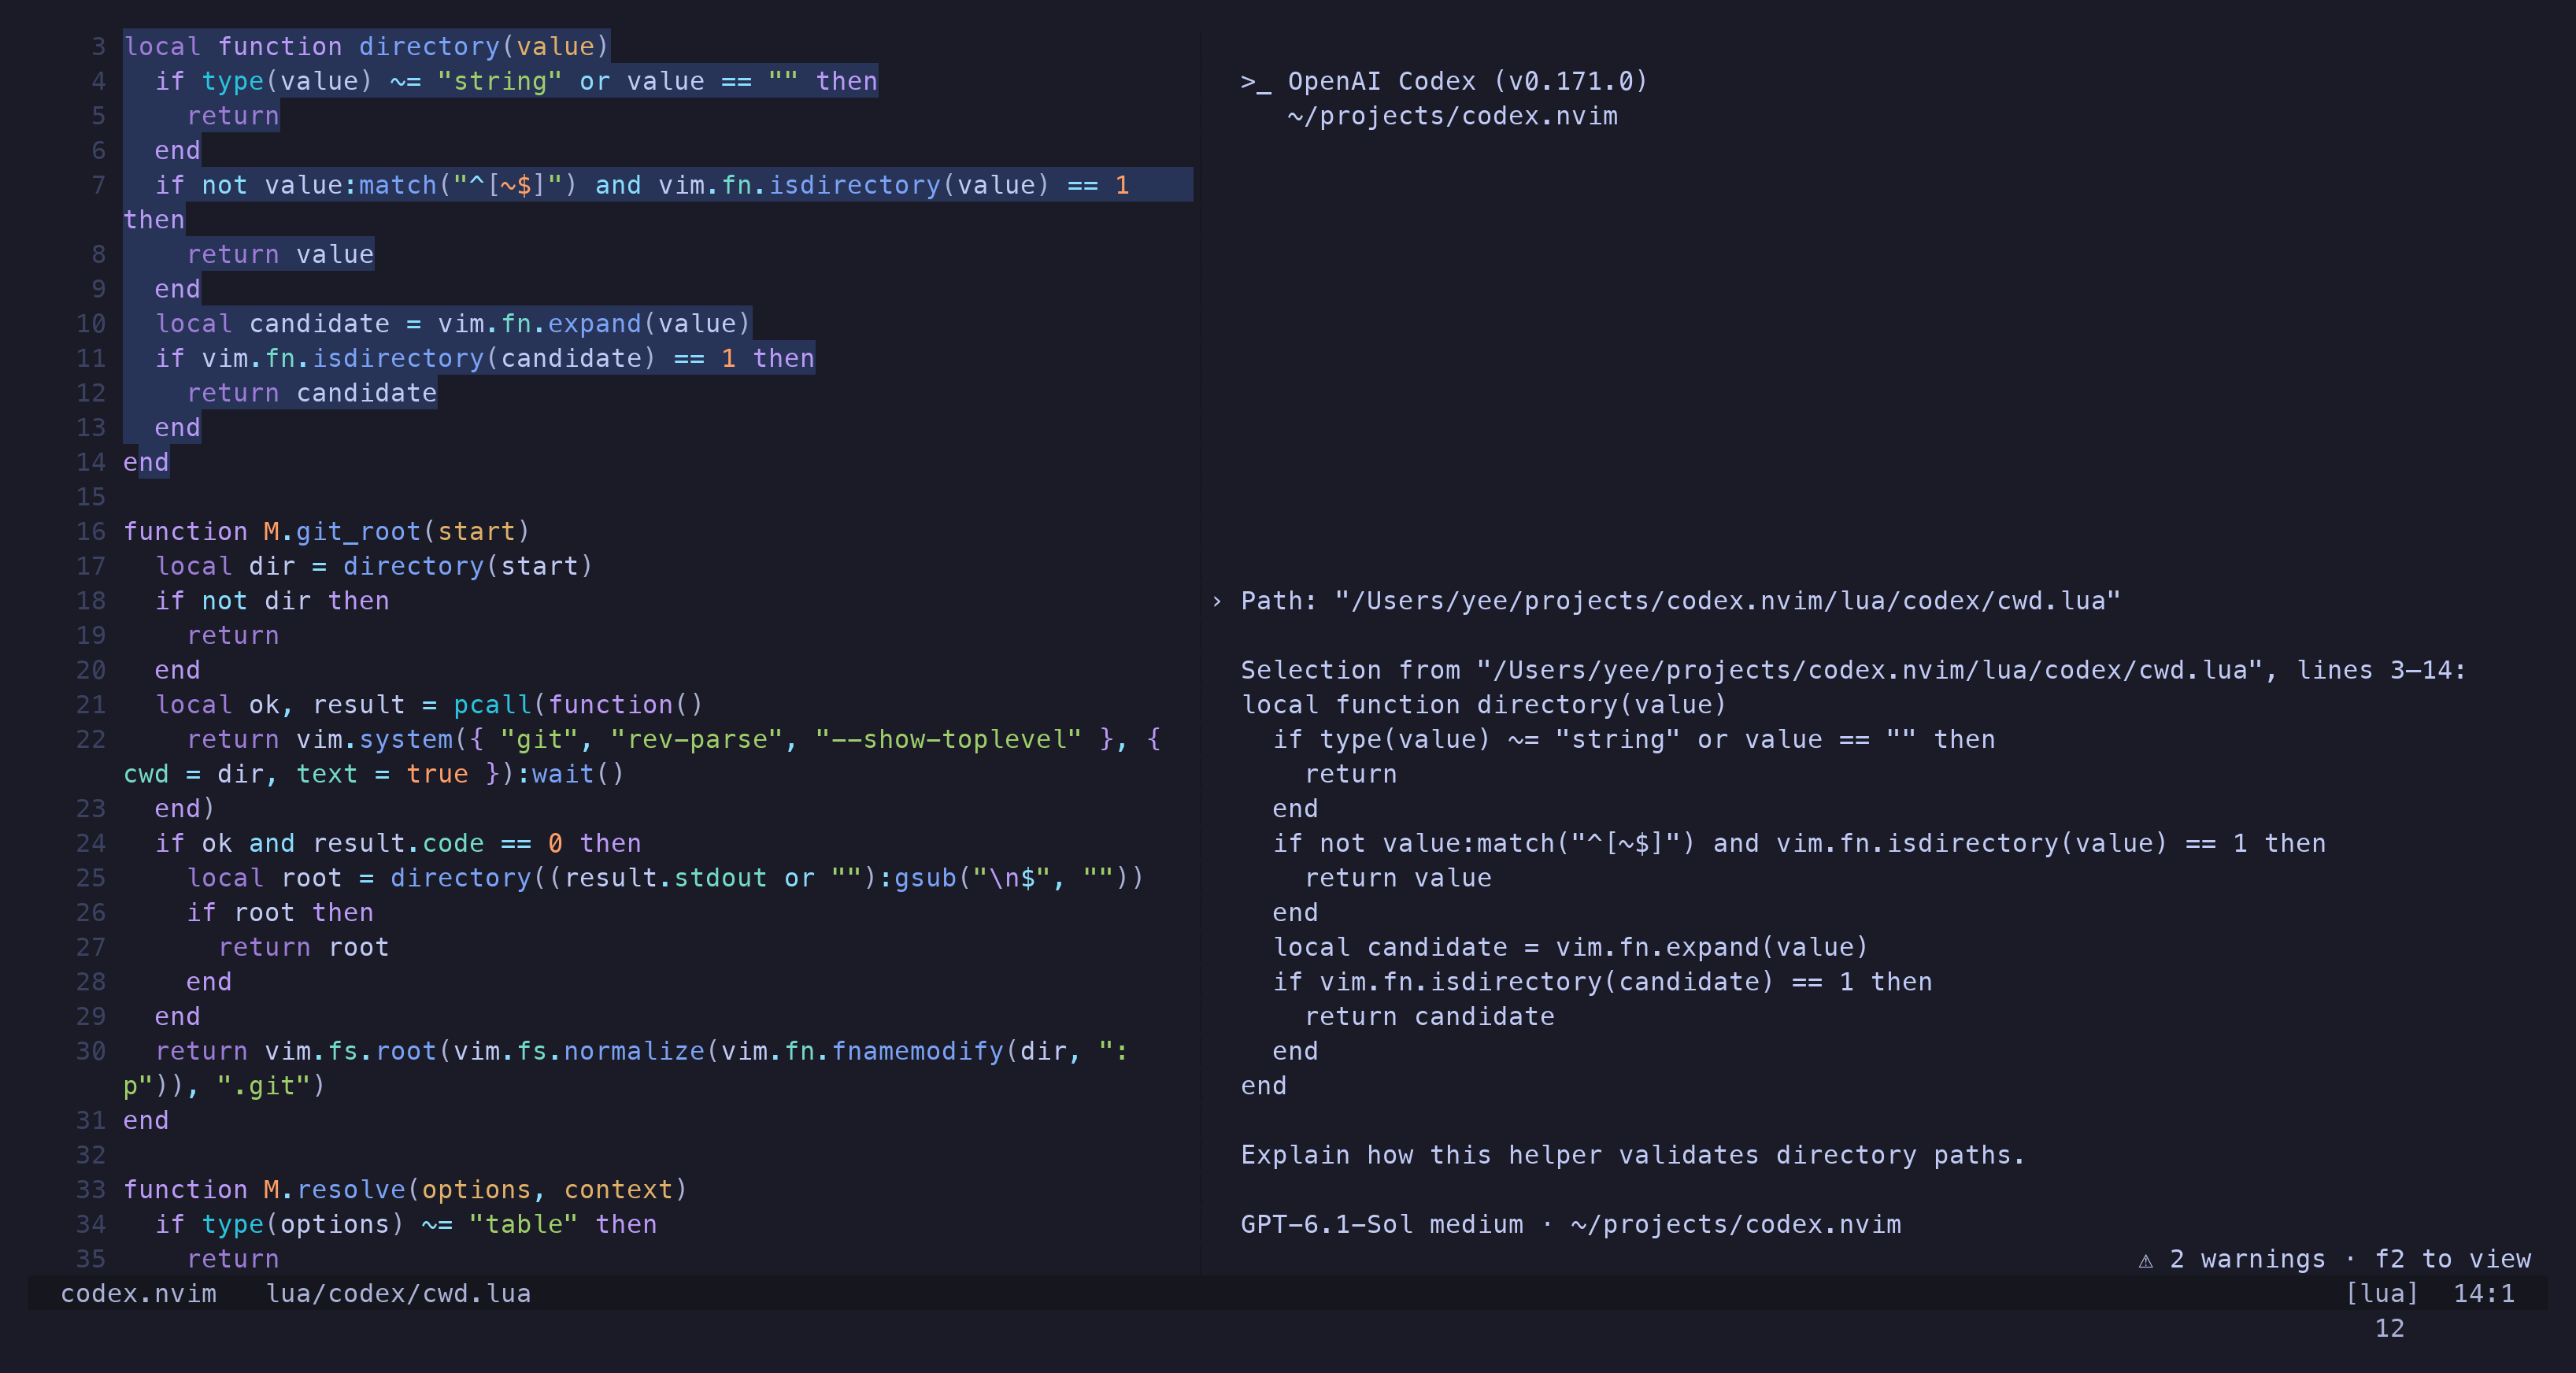 3 local function directory(value)
4   if type(value) ~= "string" or value == "" then
5     return
6   end
7   if not value:match("^[~$]") and vim.fn.isdirectory(value) == 1
then
8     return value
9   end
10   local candidate = vim.fn.expand(value)
11   if vim.fn.isdirectory(candidate) == 1 then
12     return candidate
13   end
14 end
15
16 function M.git_root(start)
17   local dir = directory(start)
18   if not dir then
19     return
20   end
21   local ok, result = pcall(function()
22     return vim.system({ "git", "rev-parse", "--show-toplevel" }, {
cwd = dir, text = true }):wait()
23   end)
24   if ok and result.code == 0 then
25     local root = directory((result.stdout or ""):gsub("\n$", ""))
26     if root then
27       return root
28     end
29   end
30   return vim.fs.root(vim.fs.normalize(vim.fn.fnamemodify(dir, ":
p")), ".git")
31 end
32
33 function M.resolve(options, context)
34   if type(options) ~= "table" then
35     return
>_ OpenAI Codex (v0.171.0)
~/projects/codex.nvim
› Path: "/Users/yee/projects/codex.nvim/lua/codex/cwd.lua"
Selection from "/Users/yee/projects/codex.nvim/lua/codex/cwd.lua", lines 3–14:
local function directory(value)
  if type(value) ~= "string" or value == "" then
    return
  end
  if not value:match("^[~$]") and vim.fn.isdirectory(value) == 1 then
    return value
  end
  local candidate = vim.fn.expand(value)
  if vim.fn.isdirectory(candidate) == 1 then
    return candidate
  end
end
Explain how this helper validates directory paths.
GPT-6.1-Sol medium · ~/projects/codex.nvim
⚠ 2 warnings · f2 to view
codex.nvim   lua/codex/cwd.lua   [lua]  14:1
12